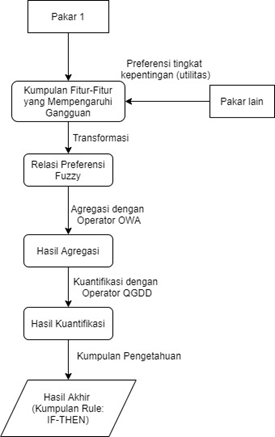 Pakar 1
Preferensi tingkat
kepentingan (utilitas)
Kumpulan Fitur-Fitur
yang Mempengaruhi
Gangguan
Pakar lain
Transformasi
Relasi Preferensi
Fuzzy
Agregasi dengan
Operator OWA
Hasil Agregasi
Kuantifikasi dengan
Operator QGDD
Hasil Kuantifikasi
Kumpulan Pengetahuan
Hasil Akhir
(Kumpulan Rule:
IF-THEN)